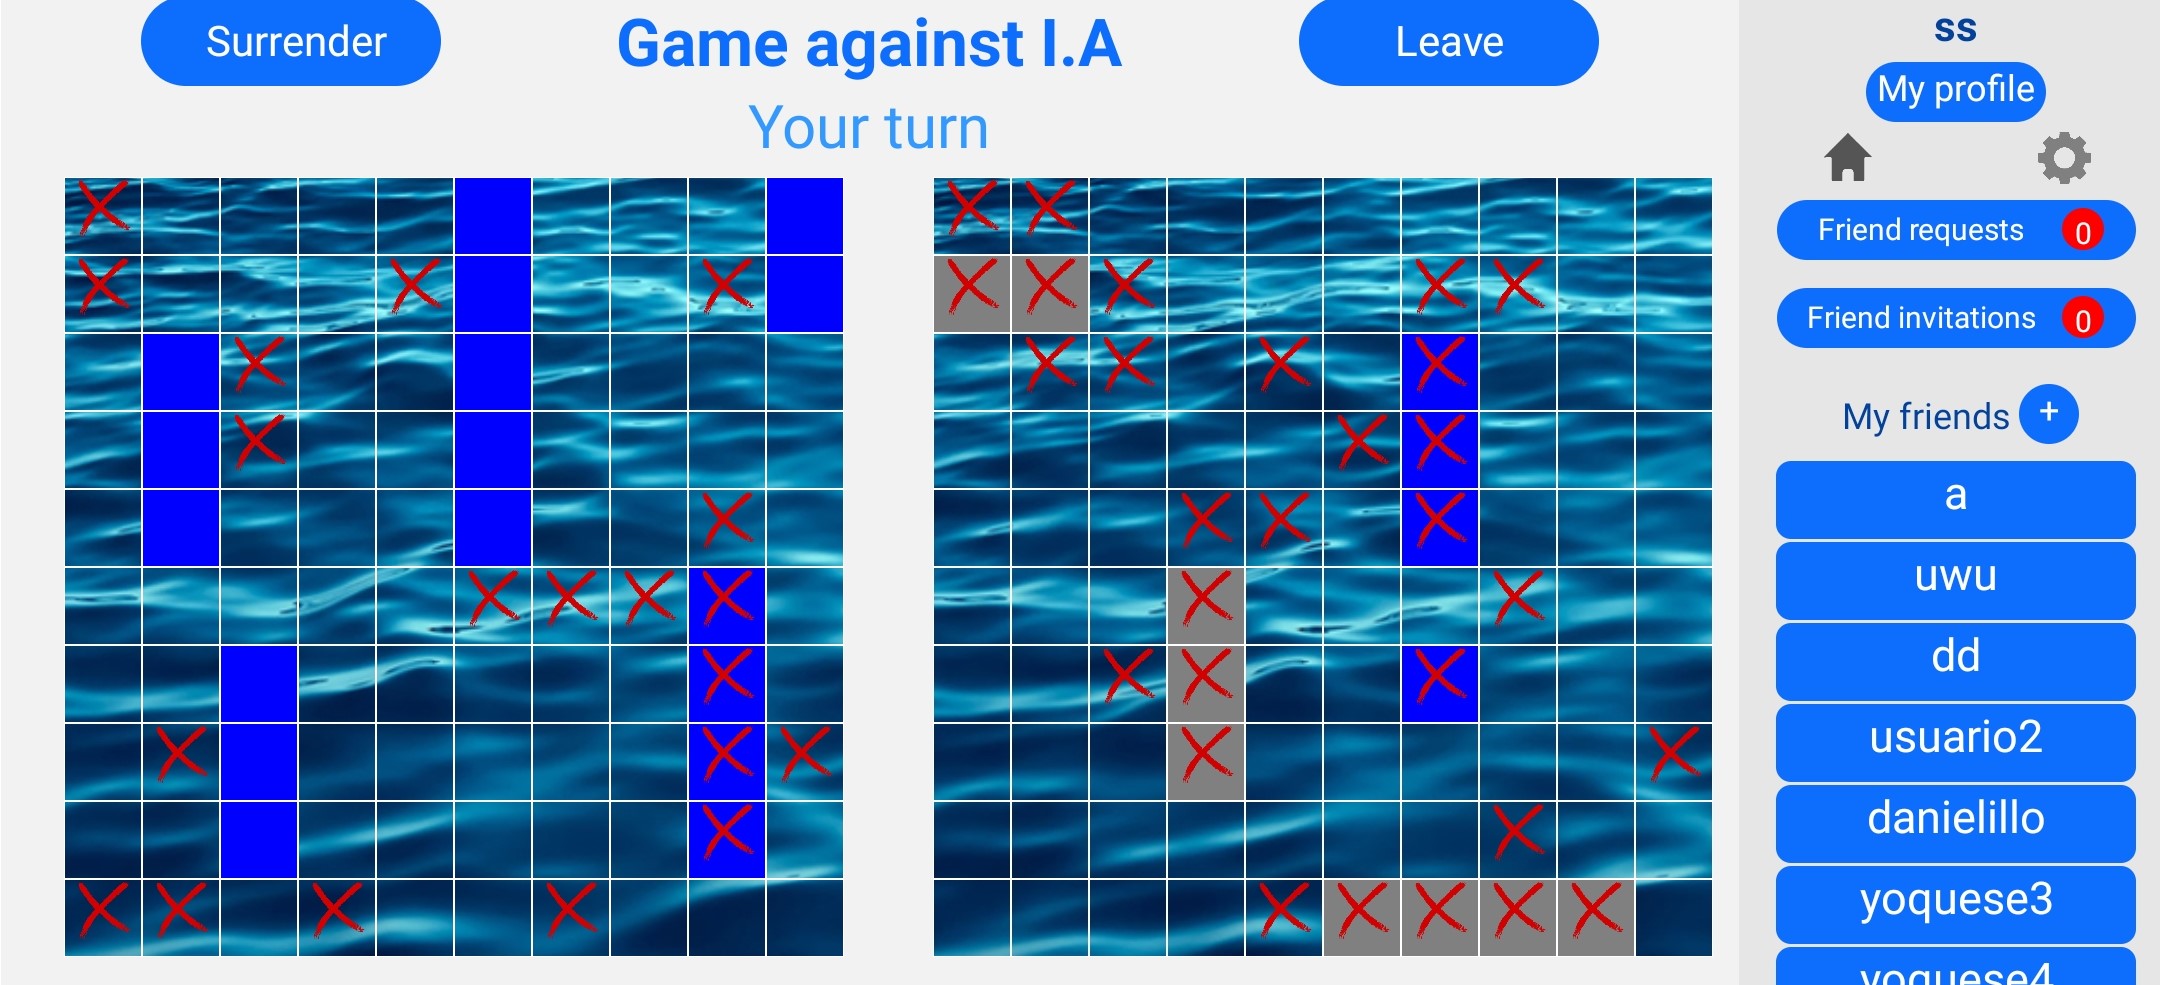 Surrender
Game against I.A
Leave
Your turn
ss
My profile
Friend requests 0
Friend invitations 0
My friends +
a
uwu
dd
usuario2
danielillo
yoquese3
yoquese4